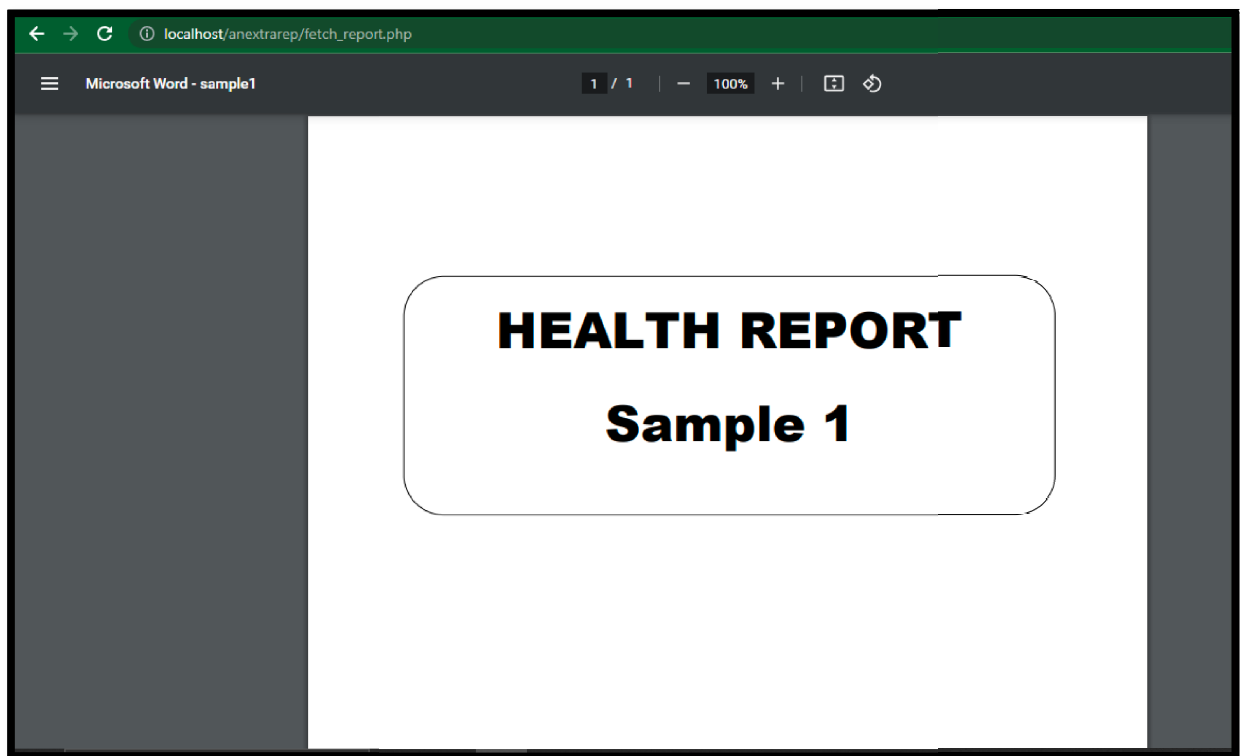 localhost/anextrarep/fetch_report.php
Microsoft Word - sample1
1 / 1
100%
HEALTH REPORT
Sample 1